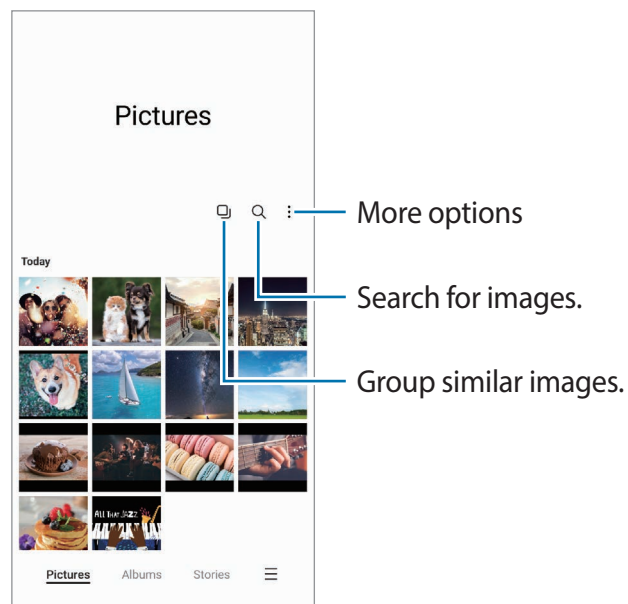 Pictures
More options
Today
Search for images.
Group similar images.
ALL THAT JAZZ
Pictures Albums Stories